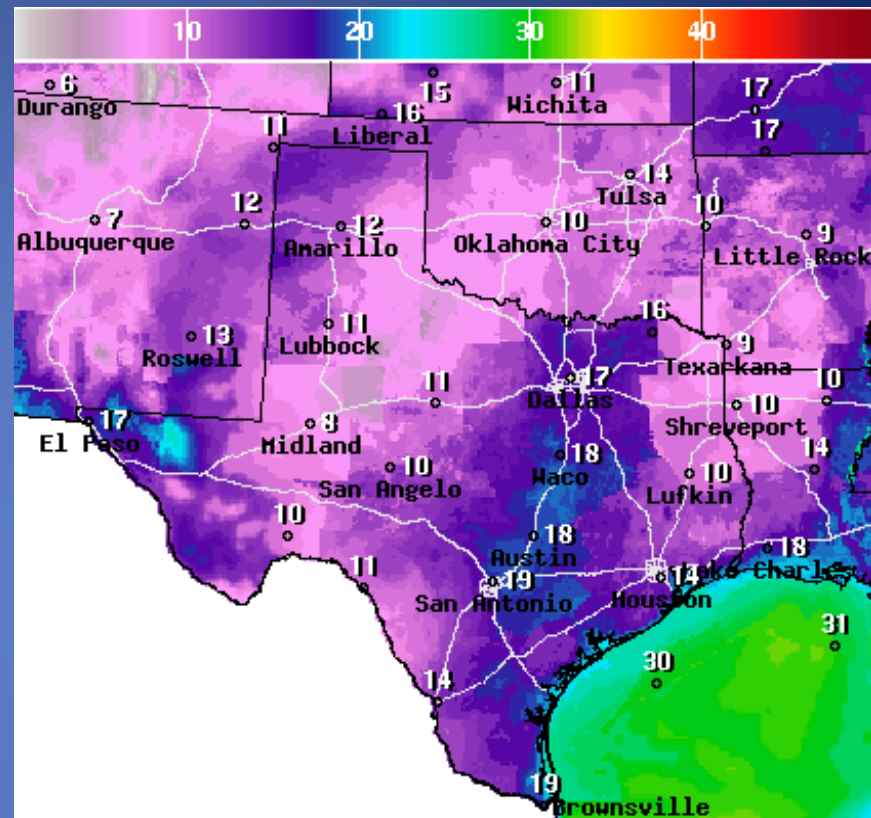 10 20 30 40
6
Durango
15
11
Wichita
17
16
Liberal
11
17
14
Tulsa
7
Albuquerque
12
12
Amarillo
10
Oklahoma City
10
9
Little Rock
13
Roswell
11
Lubbock
16
9
Texarkana
17
Dallas
11
10
Shreveport
10
17
El Paso
8
Midland
18
Waco
10
San Angelo
10
Lufkin
14
10
18
Austin
18
Lake Charles
11
19
San Antonio
14
Houston
31
30
14
19
Brownsville